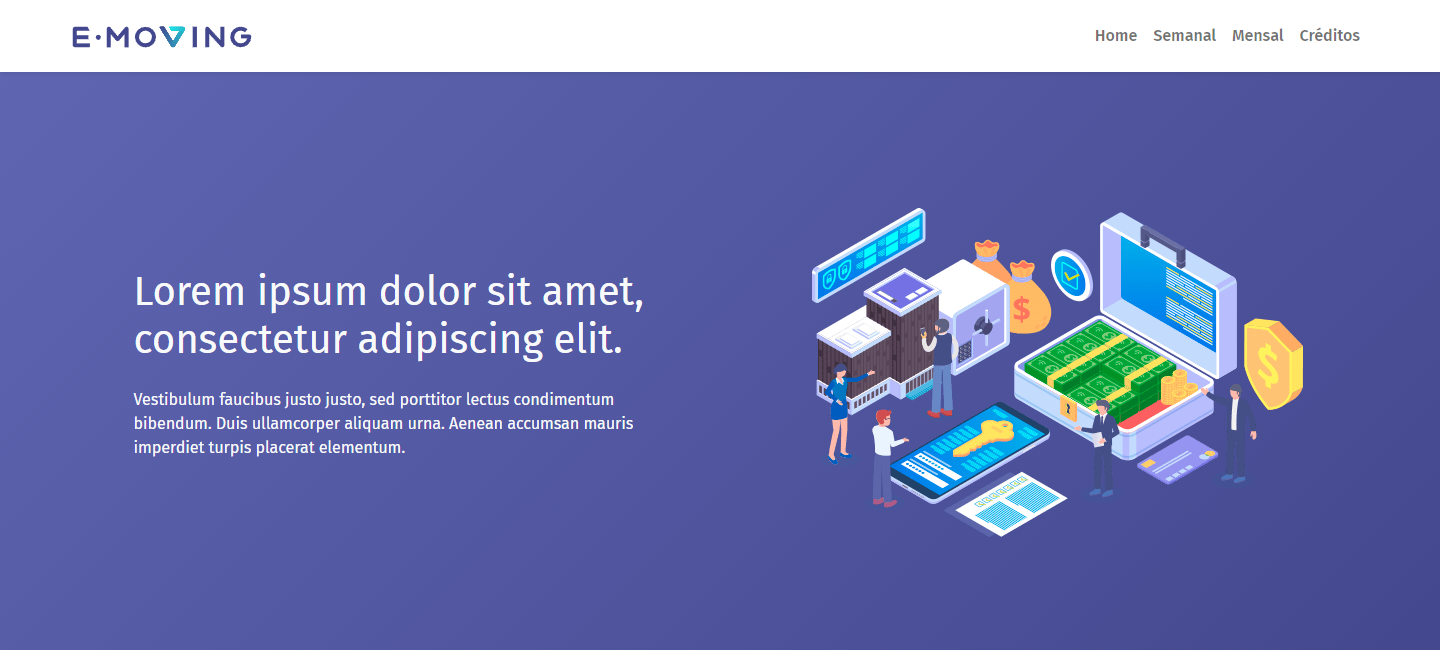 E·MOVING
Home Semanal Mensal Créditos
Lorem ipsum dolor sit amet,
consectetur adipiscing elit.
Vestibulum faucibus justo justo, sed porttitor lectus condimentum
bibendum. Duis ullamcorper aliquam urna. Aenean accumsan mauris
imperdiet turpis placerat elementum.
$
$